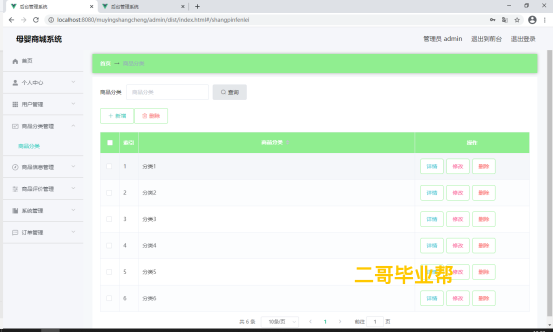 后台管理系统 × 后台管理系统 × +
localhost:8080/muyingshangcheng/admin/dist/index.html#/shangpinfenlei
母婴商城系统 管理员 admin 退出到前台 退出登录
首页
个人中心
用户管理
商品分类管理
商品分类
商品信息管理
商品评价管理
系统管理
订单管理
首页 商品分类
商品分类 商品分类 查询
+ 新增 删除
索引 商品分类 操作
1 分类1 详情 修改 删除
2 分类2 详情 修改 删除
3 分类3 详情 修改 删除
4 分类4 详情 修改 删除
5 分类5 详情 修改 删除
6 分类6 详情 修改 删除
二哥毕业帮
共 6 条 10条/页 < 1 > 前往 1 页